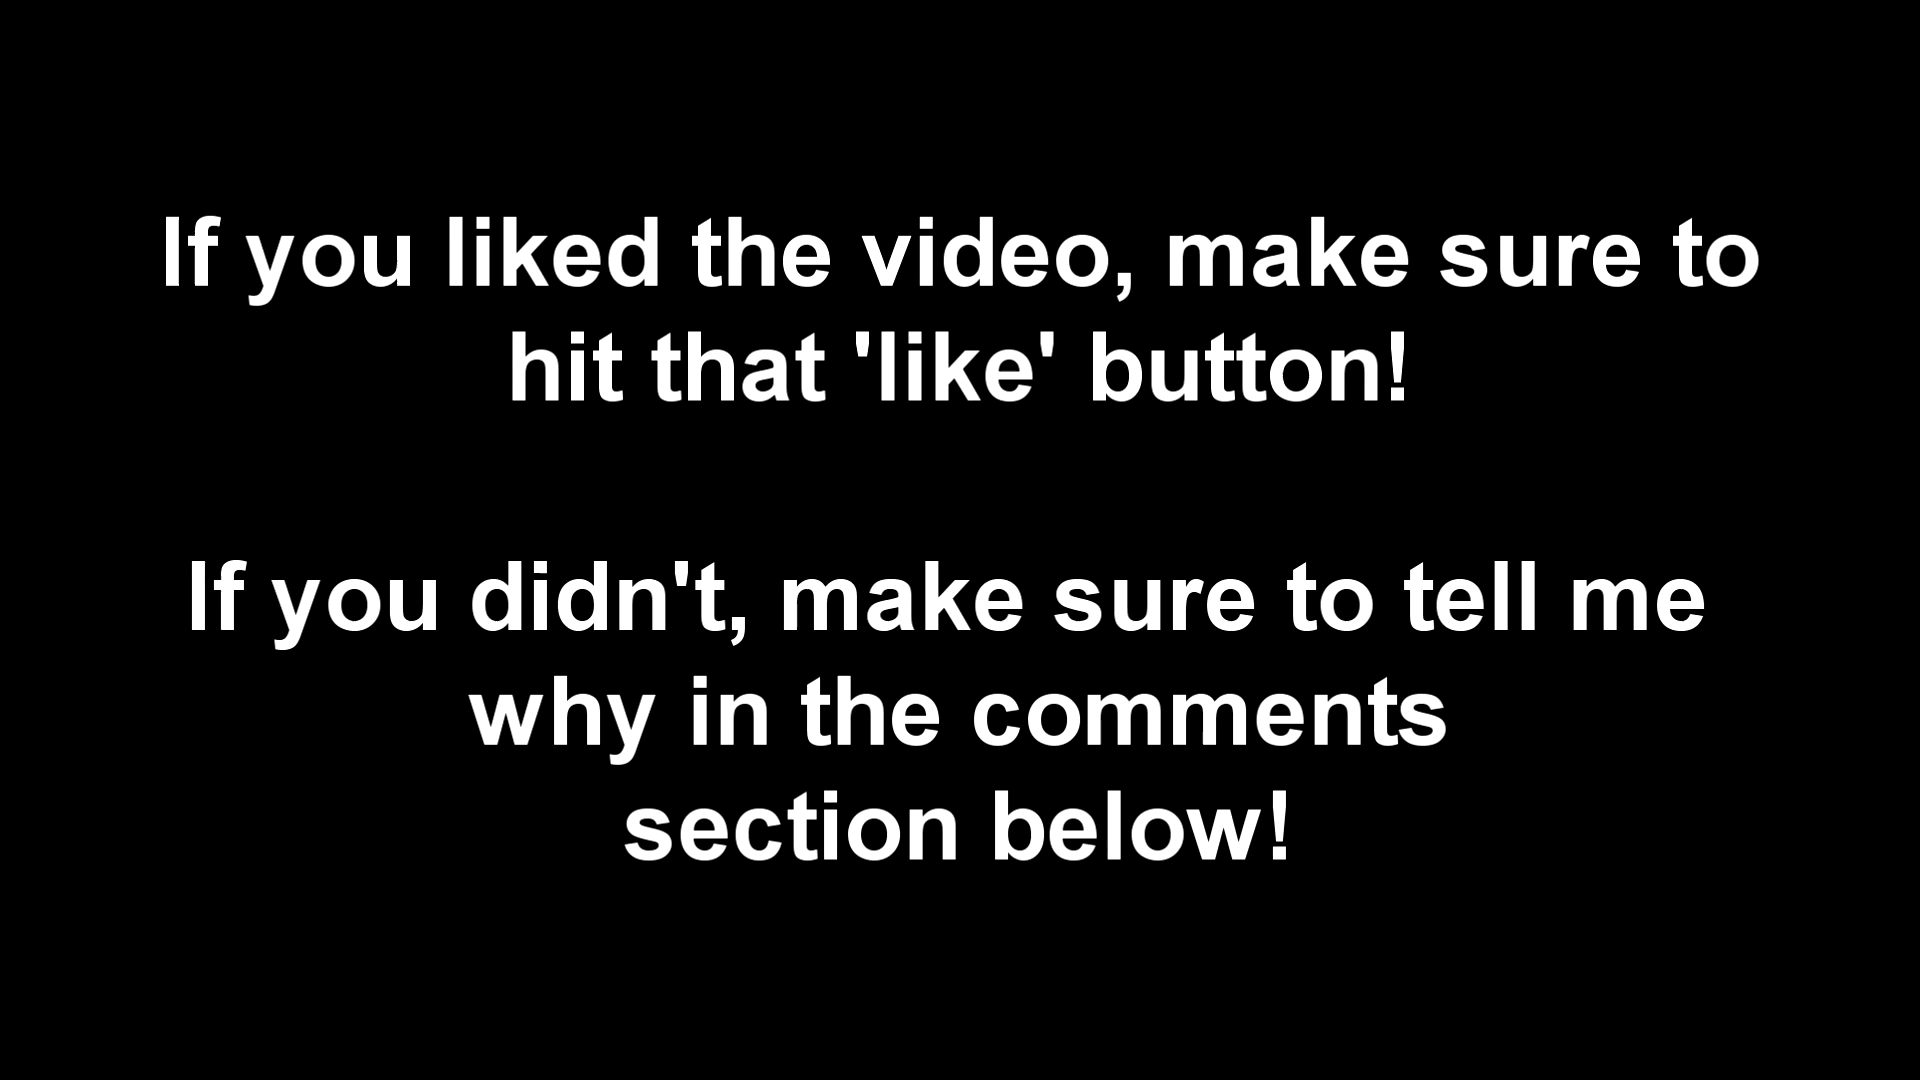 If you liked the video, make sure to
hit that 'like' button!
If you didn't, make sure to tell me
why in the comments
section below!